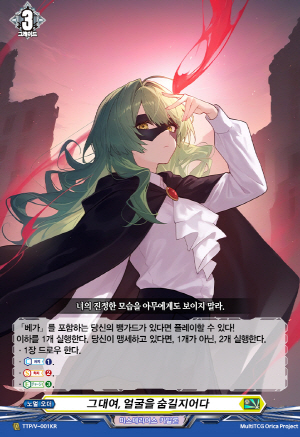 3
그레이드
너의 진정한 모습을 아무에게도 보이지 말라.
「베가」를 포함하는 당신의 뱅가드가 있다면 플레이할 수 있다!
이하를 1개 실행한다. 당신이 맹세하고 있다면, 1개가 아닌, 2개 실행한다.
· 1장 드로우 한다.
· 1.
· 2.
· 3.
노멀 오더 그대여, 얼굴을 숨길지어다
TTP/V-001KR MultiTCG Orica Project